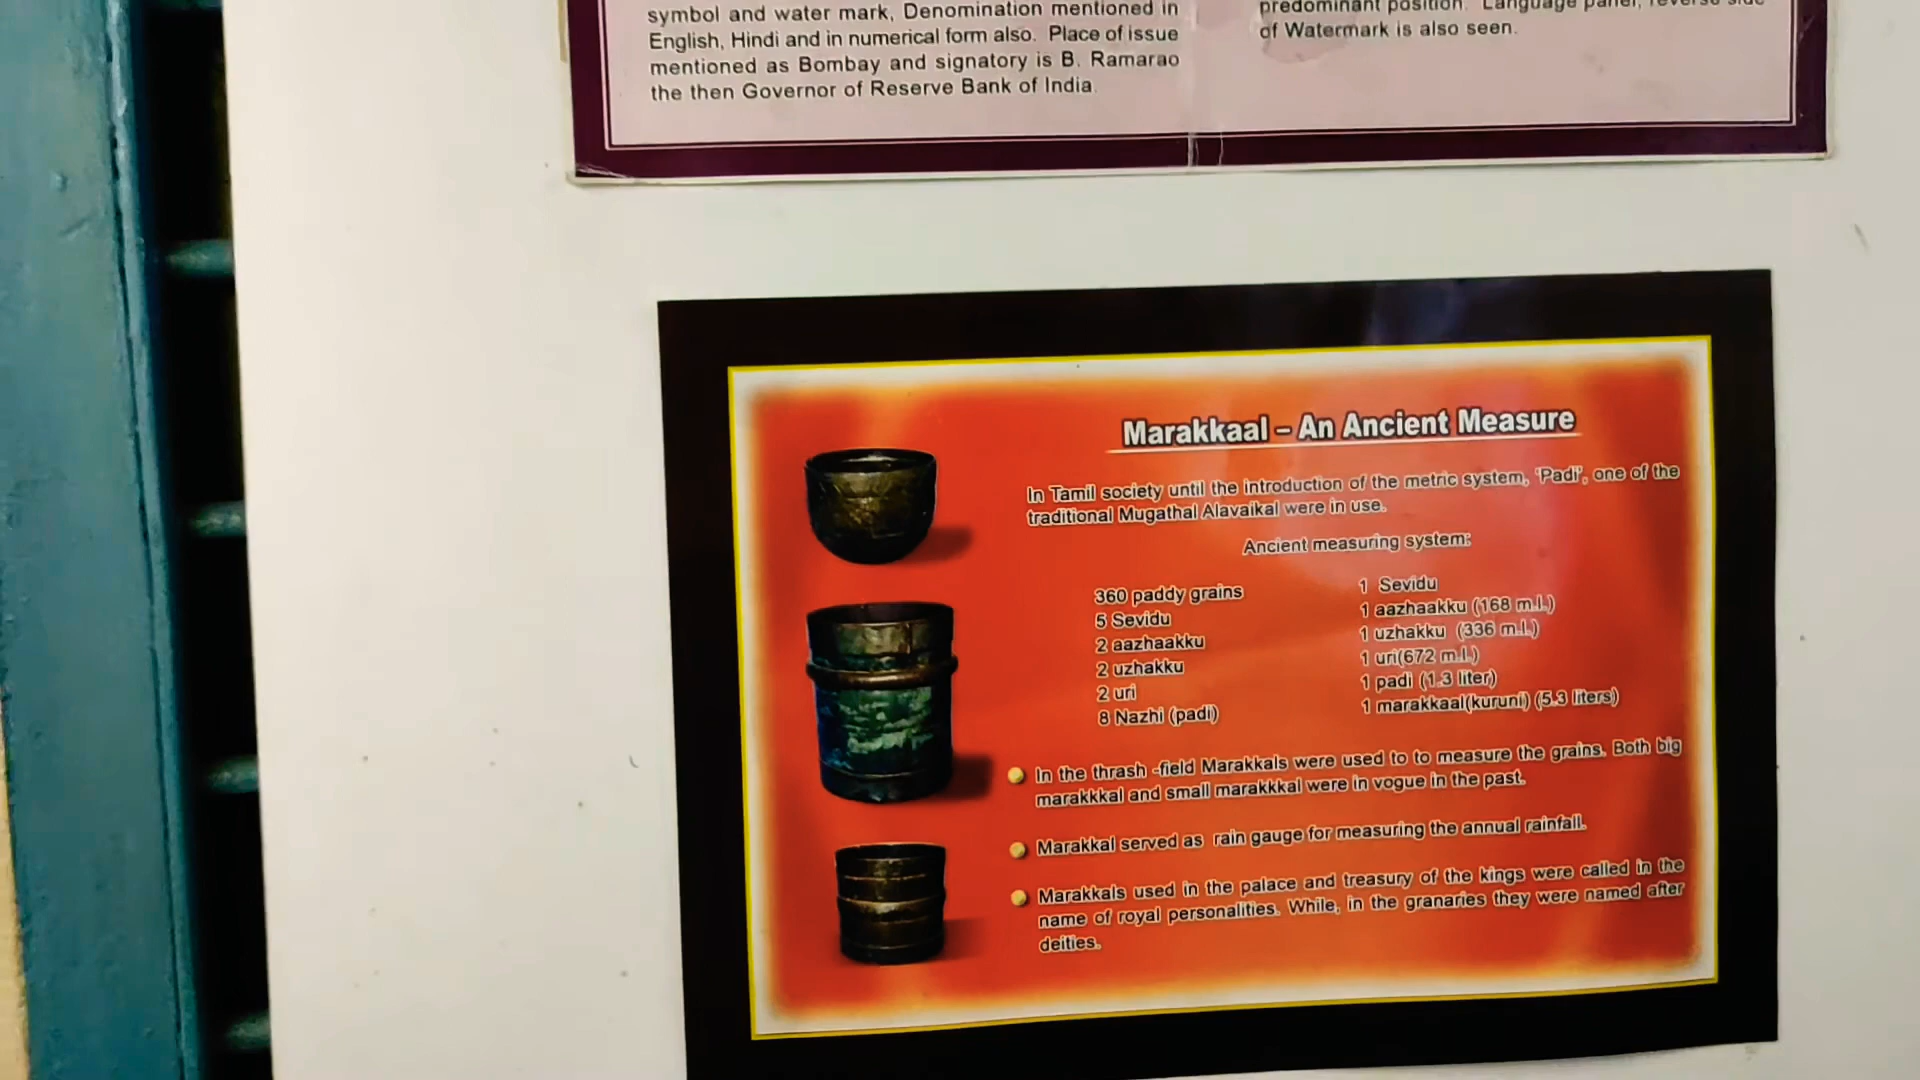 symbol and water mark, Denomination mentioned in
English, Hindi and in numerical form also. Place of issue
mentioned as Bombay and signatory is B. Ramarao
the then Governor of Reserve Bank of India
predominant position. Language panel, reverse side
of Watermark is also seen.
Marakkaal – An Ancient Measure
In Tamil society until the introduction of the metric system, 'Padi', one of the
traditional Mugathal Alavaikal were in use.
Ancient measuring system:
360 paddy grains 1 Sevidu
5 Sevidu 1 aazhaakku (168 m.l.)
2 aazhaakku 1 uzhakku (336 m.l.)
2 uzhakku 1 uri(672 m.l.)
2 uri 1 padi (1.3 liter)
8 Nazhi (padi) 1 marakkaal(kuruni) (5.3 liters)
In the thrash -field Marakkals were used to to measure the grains. Both big
marakkkal and small marakkkal were in vogue in the past.
Marakkal served as rain gauge for measuring the annual rainfall.
Marakkals used in the palace and treasury of the kings were called in the
name of royal personalities. While, in the granaries they were named after
deities.